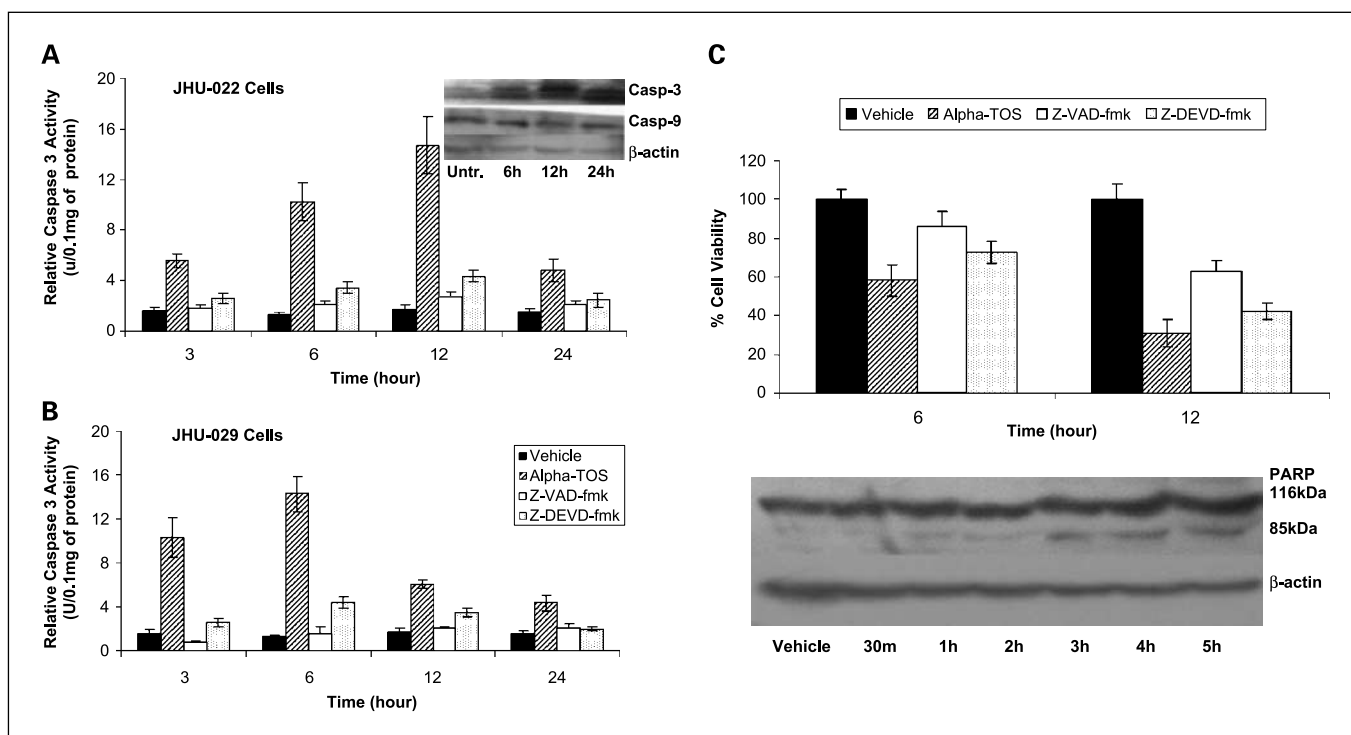 A
JHU-022 Cells
Relative Caspase 3 Activity
(u/0.1mg of protein)
20
16
12
8
4
0
3
6
12
24
Time (hour)
Casp-3
Casp-9
β-actin
Untr.
6h
12h
24h
B
JHU-029 Cells
Relative Caspase 3 Activity
(U/0.1mg of protein)
20
16
12
8
4
0
Vehicle
Alpha-TOS
Z-VAD-fmk
Z-DEVD-fmk
3
6
12
24
Time (hour)
C
Vehicle
Alpha-TOS
Z-VAD-fmk
Z-DEVD-fmk
% Cell Viability
120
100
80
60
40
20
0
6
12
Time (hour)
PARP
116kDa
85kDa
β-actin
Vehicle
30m
1h
2h
3h
4h
5h